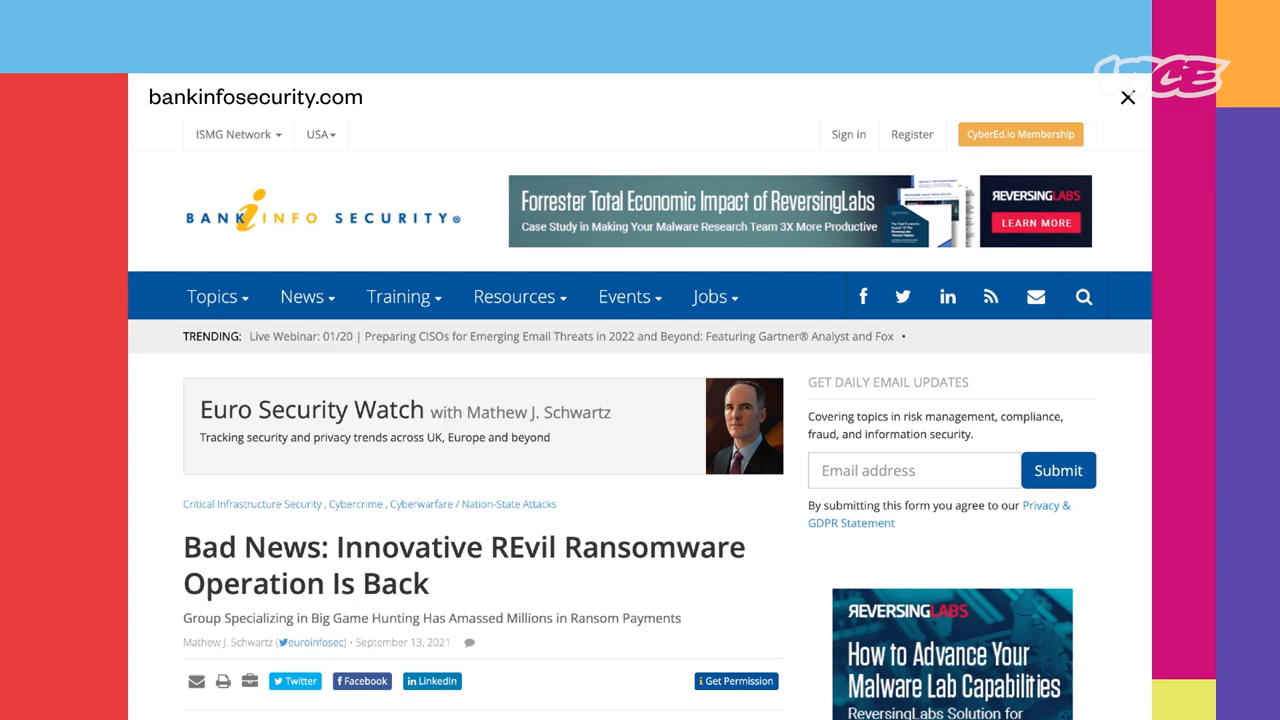 VICE
bankinfosecurity.com
ISMG Network
USA
Sign in
Register
CyberEd.io Membership
BANK INFO SECURITY®
Forrester Total Economic Impact of ReversingLabs
Case Study in Making Your Malware Research Team 3X More Productive
REVERSINGLABS
LEARN MORE
Topics
News
Training
Resources
Events
Jobs
TRENDING: Live Webinar: 01/20 | Preparing CISOs for Emerging Email Threats in 2022 and Beyond: Featuring Gartner® Analyst and Fox •
Euro Security Watch with Mathew J. Schwartz
Tracking security and privacy trends across UK, Europe and beyond
GET DAILY EMAIL UPDATES
Covering topics in risk management, compliance,
fraud, and information security.
Email address
Submit
By submitting this form you agree to our Privacy &
GDPR Statement
Critical Infrastructure Security , Cybercrime , Cyberwarfare / Nation-State Attacks
Bad News: Innovative REvil Ransomware
Operation Is Back
Group Specializing in Big Game Hunting Has Amassed Millions in Ransom Payments
Mathew J. Schwartz (euroinfosec) • September 13, 2021
Twitter
Facebook
LinkedIn
Get Permission
REVERSINGLABS
How to Advance Your
Malware Lab Capabilities
ReversingLabs Solution for